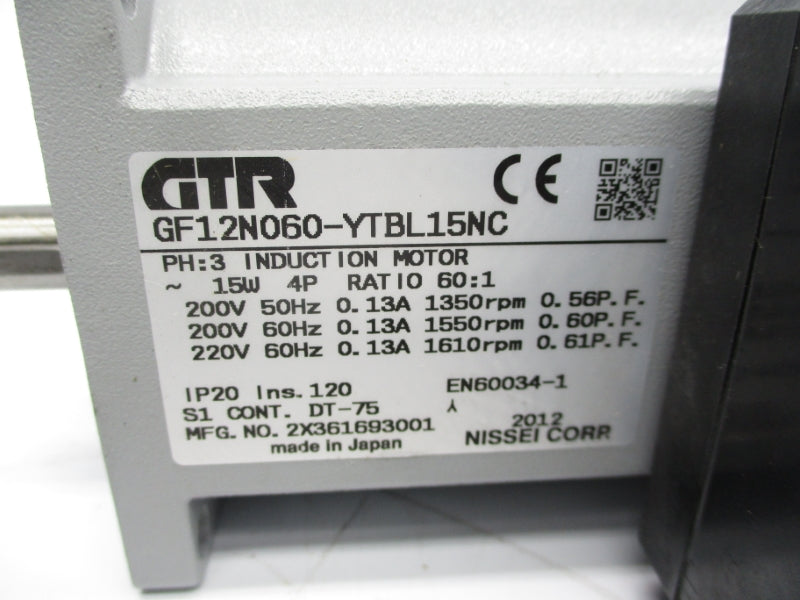 GTR CE
GF12N060-YTBL15NC
PH:3 INDUCTION MOTOR
~ 15W 4P RATIO 60:1
200V 50Hz 0.13A 1350rpm 0.56P.F.
200V 60Hz 0.13A 1550rpm 0.60P.F.
220V 60Hz 0.13A 1610rpm 0.61P.F.
IP20 Ins.120 EN60034-1
S1 CONT. DT-75
MFG.NO.2X361693001 2012
made in Japan NISSEI CORP.